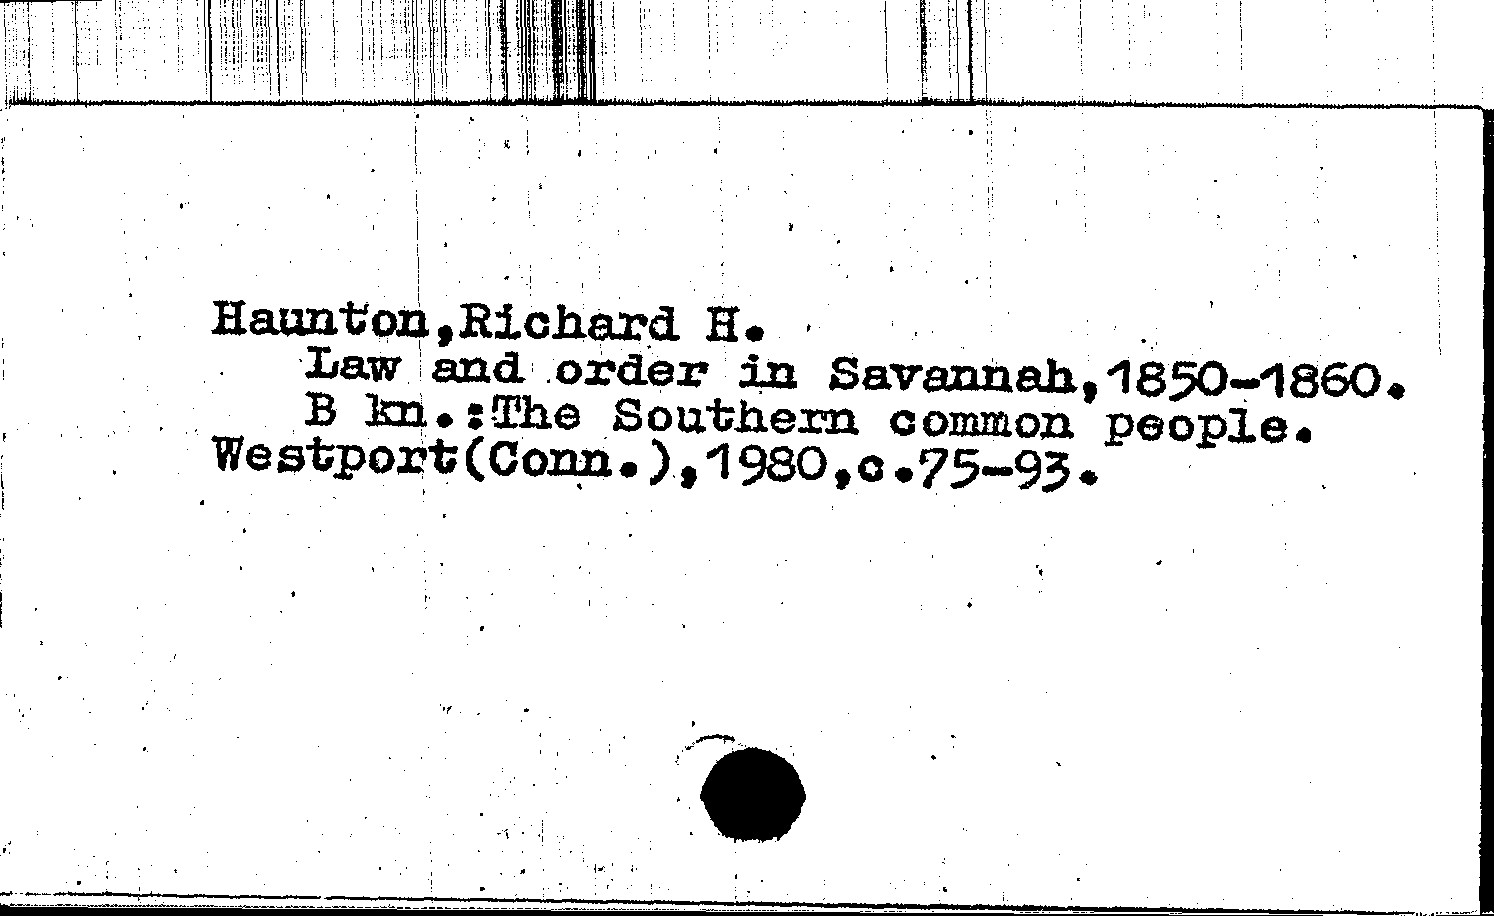 Haunton,Richard H.
Law and order in Savannah,1850-1860.
B kn.:The Southern common people.
Westport(Conn.),1980,c.75-93.